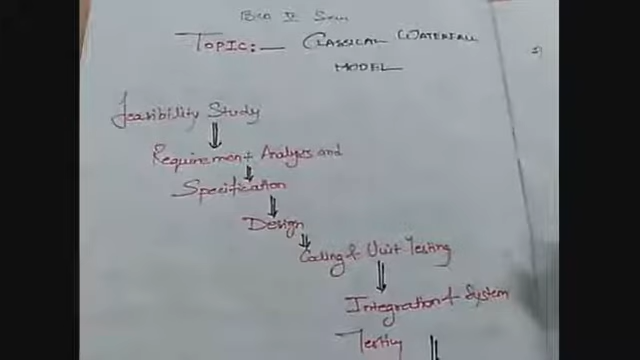 TOPIC:- CLASSICAL WATERFALL
MODEL
Feasibility Study
Requirement Analysis and
Specification
Design
Coding & Unit Testing
Integration & System
Testing